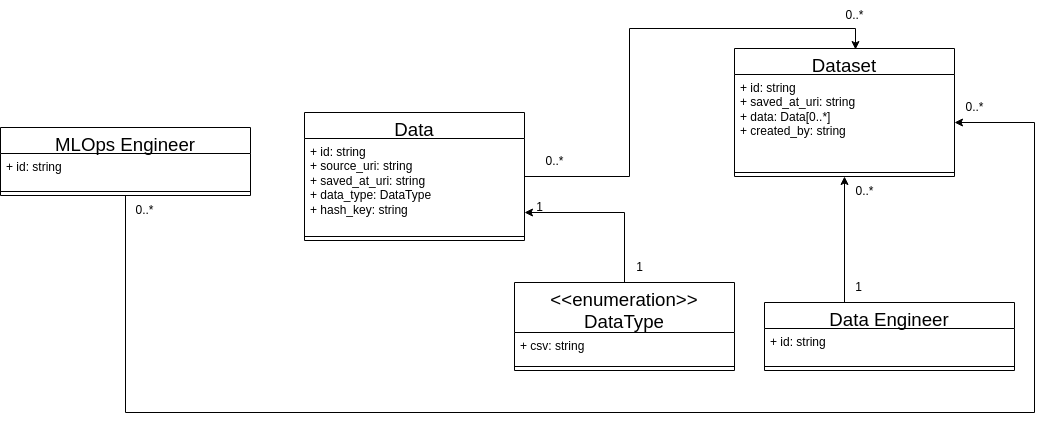 0..*
Dataset
+ id: string
+ saved_at_uri: string
+ data: Data[0..*]
+ created_by: string
0..*
Data
+ id: string
+ source_uri: string
+ saved_at_uri: string
+ data_type: DataType
+ hash_key: string
0..*
MLOps Engineer
+ id: string
0..*
1
0..*
1
<<enumeration>>
DataType
+ csv: string
1
Data Engineer
+ id: string